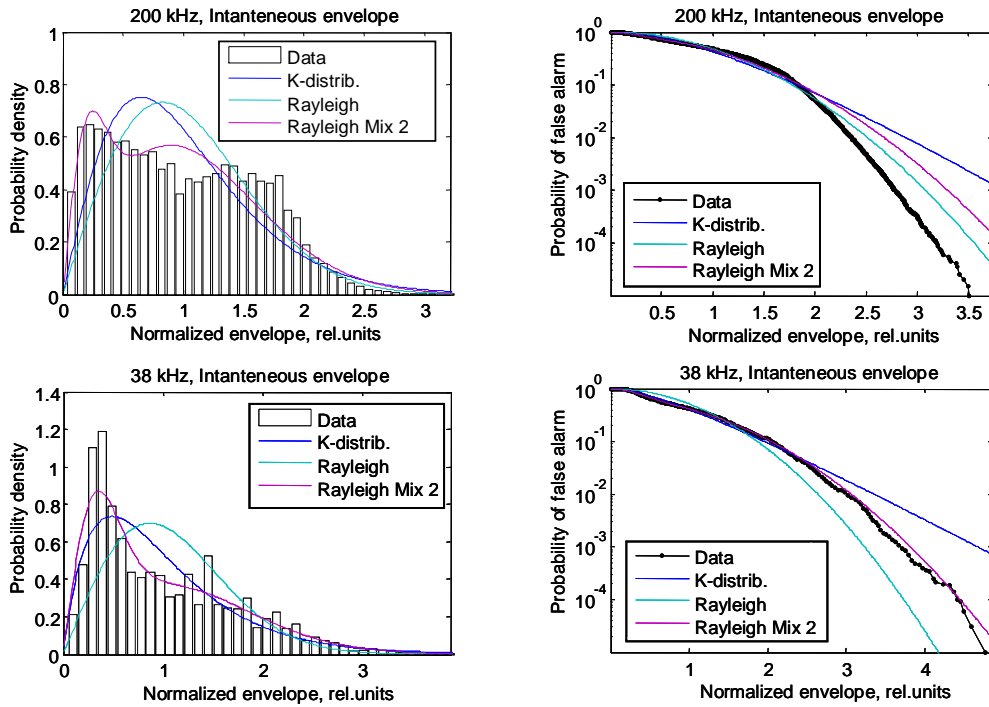 200 kHz, Intanteneous envelope
1
0.8
0.6
0.4
0.2
0
Probability density
Data
K-distrib.
Rayleigh
Rayleigh Mix 2
0 0.5 1 1.5 2 2.5 3
Normalized envelope, rel.units
200 kHz, Intanteneous envelope
10^0
10^-1
10^-2
10^-3
10^-4
Probability of false alarm
Data
K-distrib.
Rayleigh
Rayleigh Mix 2
0.5 1 1.5 2 2.5 3 3.5
Normalized envelope, rel.units
38 kHz, Intanteneous envelope
1.4
1.2
1
0.8
0.6
0.4
0.2
0
Probability density
Data
K-distrib.
Rayleigh
Rayleigh Mix 2
0 1 2 3
Normalized envelope, rel.units
38 kHz, Intanteneous envelope
10^0
10^-1
10^-2
10^-3
10^-4
Probability of false alarm
Data
K-distrib.
Rayleigh
Rayleigh Mix 2
1 2 3 4
Normalized envelope, rel.units